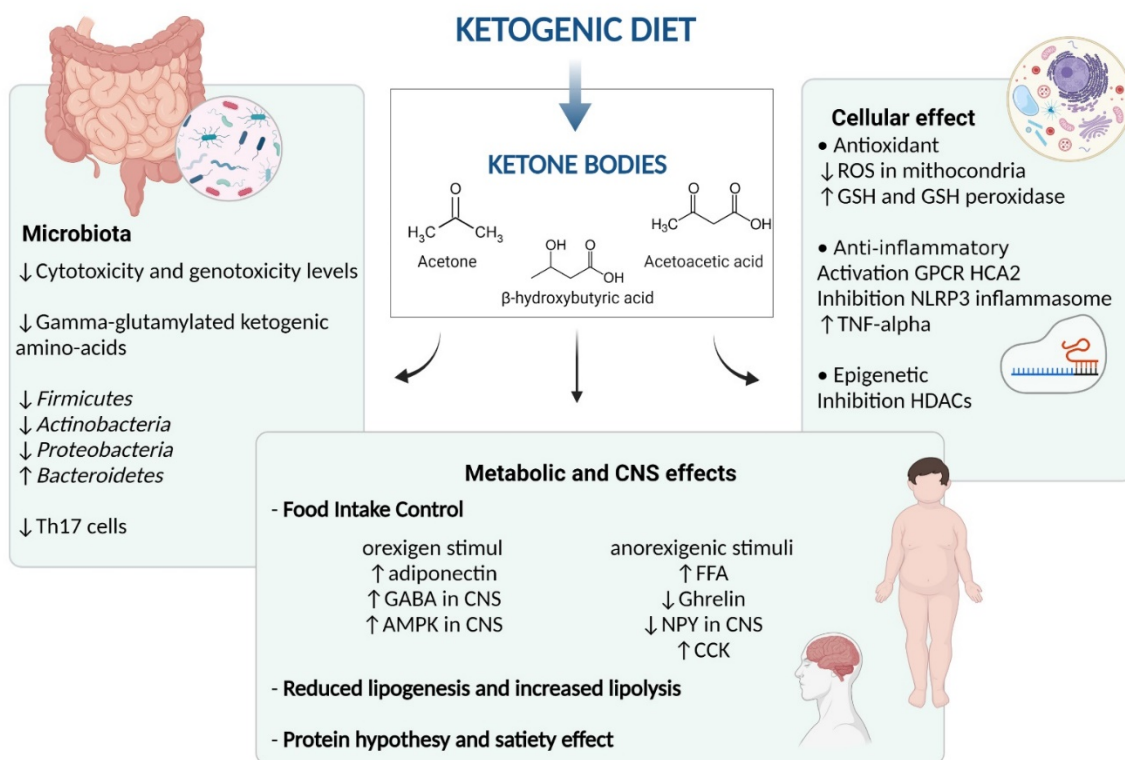 KETOGENIC DIET
KETONE BODIES
O
H₃C
CH₃
Acetone
OH
O
OH
β-hydroxybutyric acid
O
O
H₃C
OH
Acetoacetic acid
Microbiota
↓Cytotoxicity and genotoxicity levels
↓Gamma-glutamylated ketogenic
amino-acids
↓Firmicutes
↓Actinobacteria
↓Proteobacteria
↑Bacteroidetes
↓Th17 cells
Cellular effect
• Antioxidant
↓ROS in mithocondria
↑GSH and GSH peroxidase
• Anti-inflammatory
Activation GPCR HCA2
Inhibition NLRP3 inflammasome
↑TNF-alpha
• Epigenetic
Inhibition HDACs
Metabolic and CNS effects
- Food Intake Control
orexigen stimul
↑adiponectin
↑GABA in CNS
↑AMPK in CNS
anorexigenic stimuli
↑FFA
↓Ghrelin
↓NPY in CNS
↑CCK
- Reduced lipogenesis and increased lipolysis
- Protein hypothesy and satiety effect